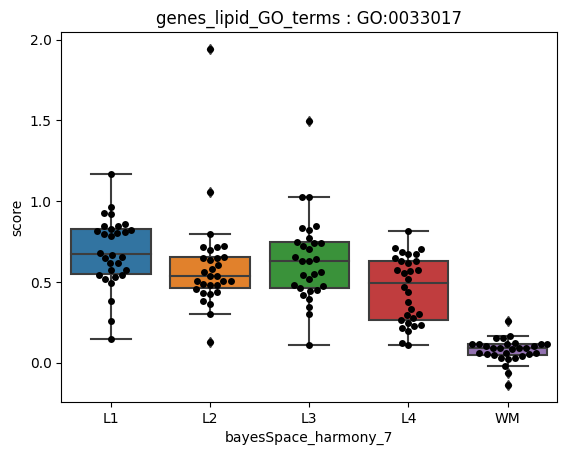 genes_lipid_GO_terms : GO:0033017
2.0
1.5
1.0
0.5
0.0
score
L1 L2 L3 L4 WM
bayesSpace_harmony_7